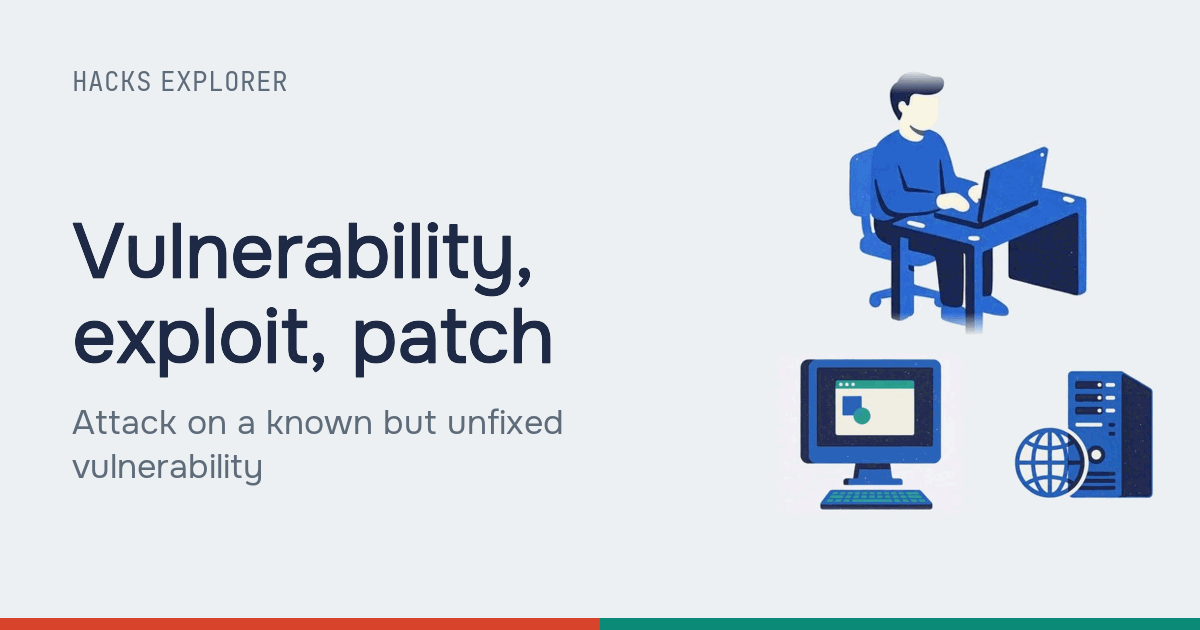 HACKS EXPLORER
Vulnerability,
exploit, patch
Attack on a known but unfixed
vulnerability